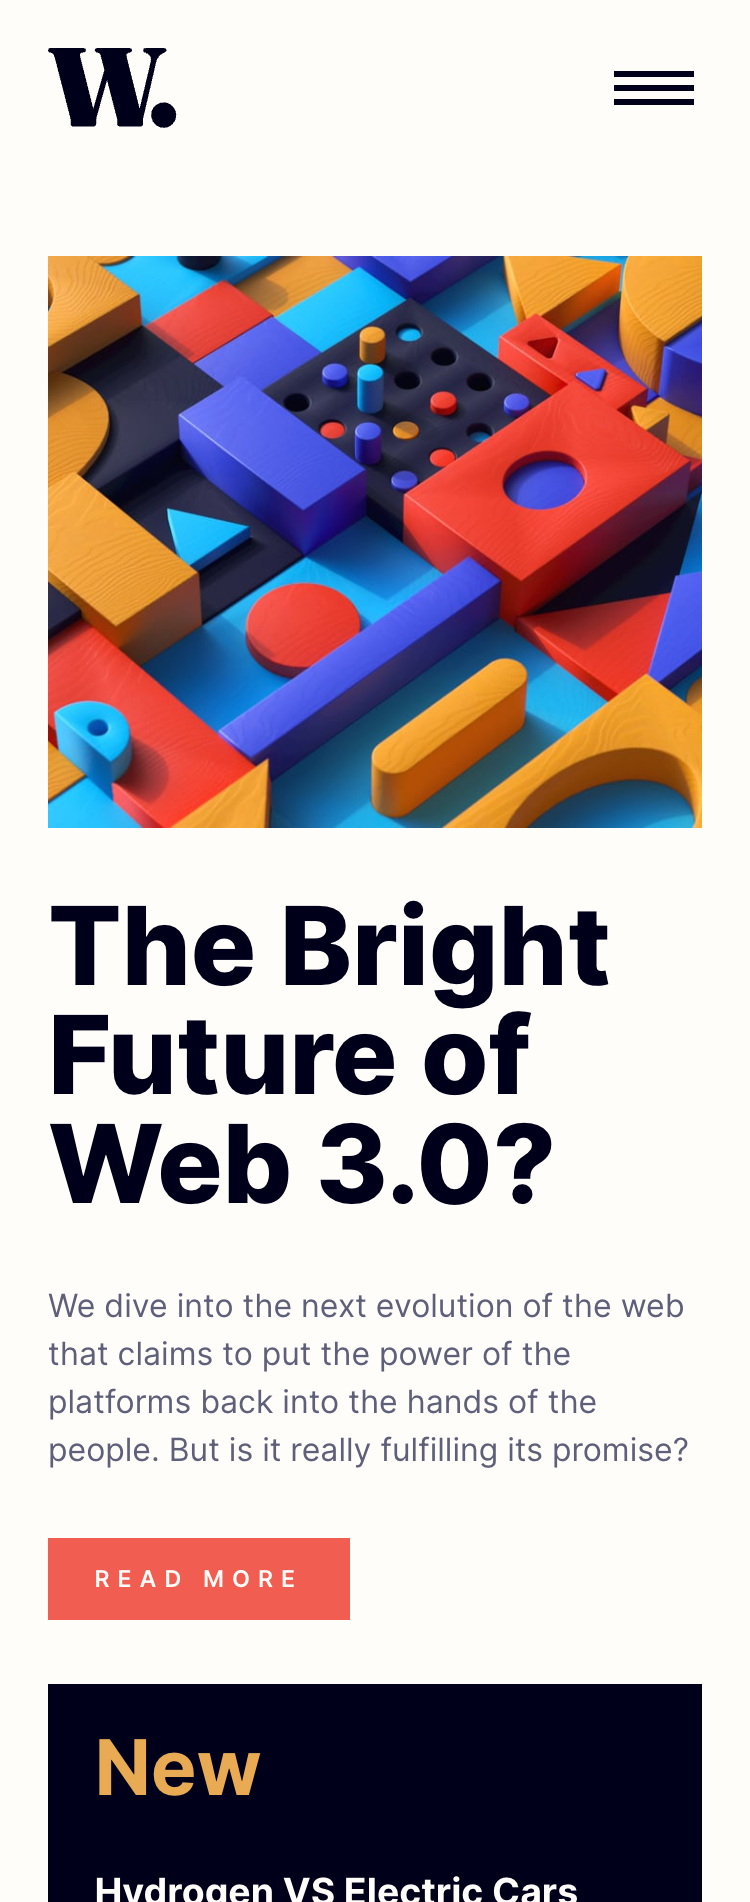 W.
The Bright
Future of
Web 3.0?
We dive into the next evolution of the web
that claims to put the power of the
platforms back into the hands of the
people. But is it really fulfilling its promise?
READ MORE
New
Hydrogen VS Electric Cars